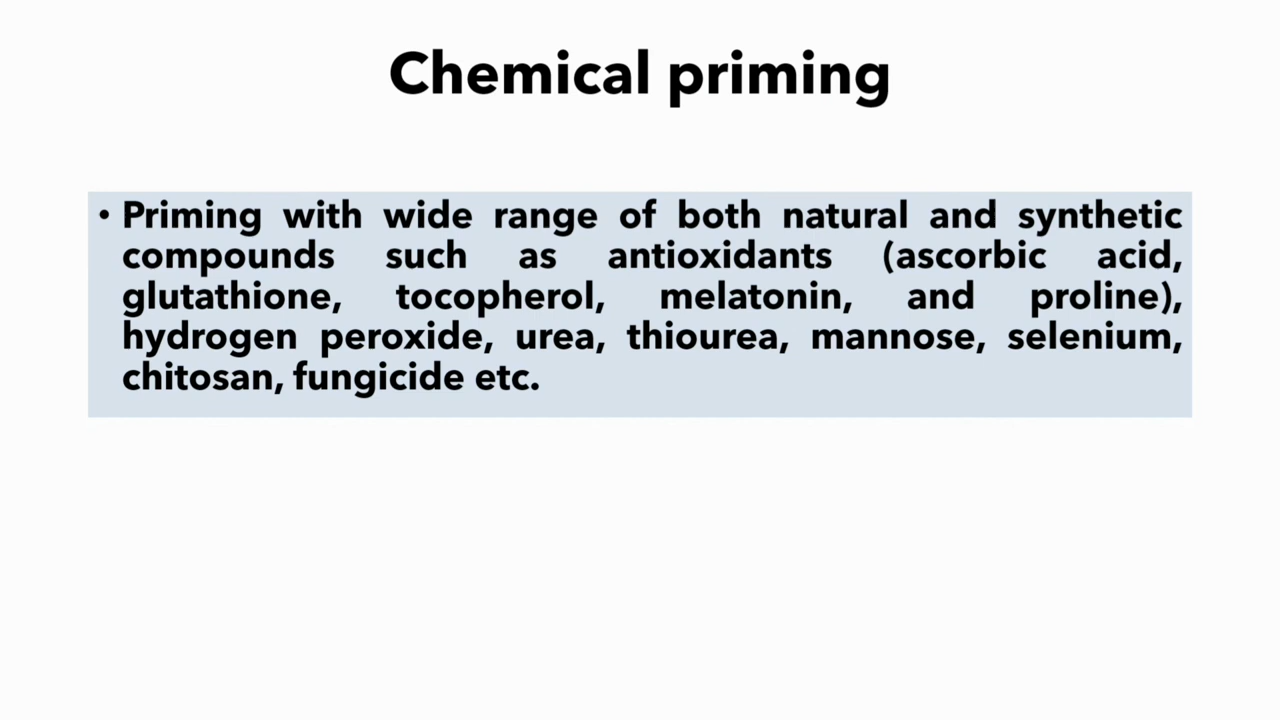 Chemical priming
• Priming with wide range of both natural and synthetic
compounds such as antioxidants (ascorbic acid,
glutathione, tocopherol, melatonin, and proline),
hydrogen peroxide, urea, thiourea, mannose, selenium,
chitosan, fungicide etc.